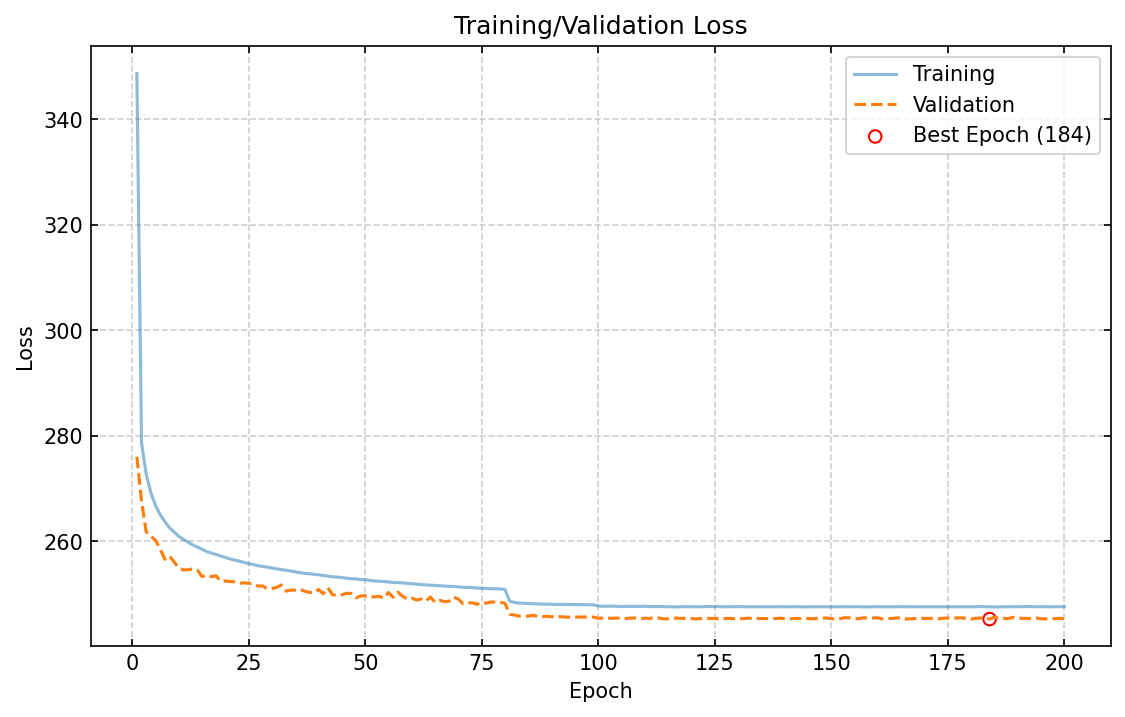 Training/Validation Loss
Training
Validation
Best Epoch (184)
340
320
300
280
260
Loss
0 25 50 75 100 125 150 175 200
Epoch